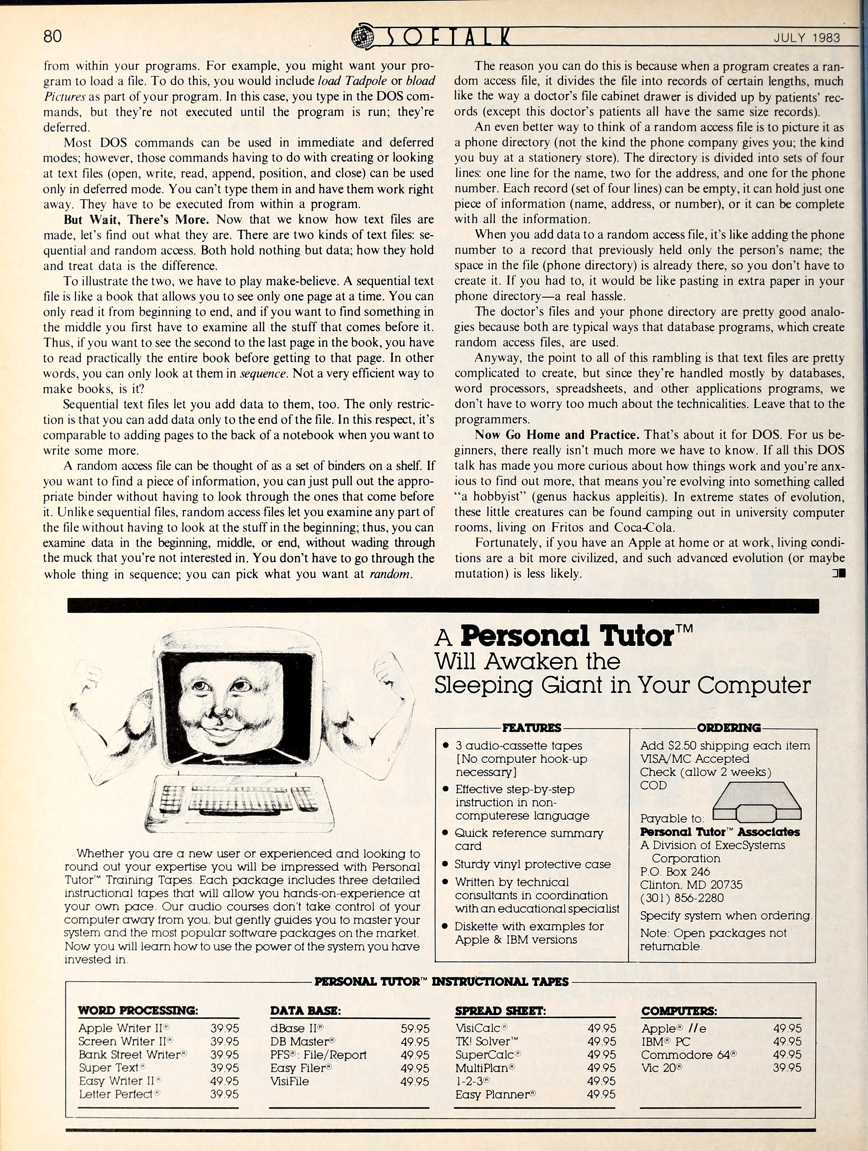 80
SOFTALK
JULY 1983
from within your programs. For example, you might want your pro-
gram to load a file. To do this, you would include load Tadpole or bload
Pictures as part of your program. In this case, you type in the DOS com-
mands, but they're not executed until the program is run; they're
deferred.
Most DOS commands can be used in immediate and deferred
modes; however, those commands having to do with creating or looking
at text files (open, write, read, append, position, and close) can be used
only in deferred mode. You can't type them in and have them work right
away. They have to be executed from within a program.
But Wait, There's More. Now that we know how text files are
made, let's find out what they are. There are two kinds of text files: se-
quential and random access. Both hold nothing but data; how they hold
and treat data is the difference.
To illustrate the two, we have to play make-believe. A sequential text
file is like a book that allows you to see only one page at a time. You can
only read it from beginning to end, and if you want to find something in
the middle you first have to examine all the stuff that comes before it.
Thus, if you want to see the second to the last page in the book, you have
to read practically the entire book before getting to that page. In other
words, you can only look at them in sequence. Not a very efficient way to
make books, is it?
Sequential text files let you add data to them, too. The only restric-
tion is that you can add data only to the end of the file. In this respect, it's
comparable to adding pages to the back of a notebook when you want to
write some more.
A random access file can be thought of as a set of binders on a shelf. If
you want to find a piece of information, you can just pull out the appro-
priate binder without having to look through the ones that come before
it. Unlike sequential files, random access files let you examine any part of
the file without having to look at the stuff in the beginning; thus, you can
examine data in the beginning, middle, or end, without wading through
the muck that you're not interested in. You don't have to go through the
whole thing in sequence; you can pick what you want at random.
The reason you can do this is because when a program creates a ran-
dom access file, it divides the file into records of certain lengths, much
like the way a doctor's file cabinet drawer is divided up by patients' rec-
ords (except this doctor's patients all have the same size records).
An even better way to think of a random access file is to picture it as
a phone directory (not the kind the phone company gives you; the kind
you buy at a stationery store). The directory is divided into sets of four
lines: one line for the name, two for the address, and one for the phone
number. Each record (set of four lines) can be empty, it can hold just one
piece of information (name, address, or number), or it can be complete
with all the information.
When you add data to a random access file, it's like adding the phone
number to a record that previously held only the person's name; the
space in the file (phone directory) is already there, so you don't have to
create it. If you had to, it would be like pasting in extra paper in your
phone directory—a real hassle.
The doctor's files and your phone directory are pretty good analo-
gies because both are typical ways that database programs, which create
random access files, are used.
Anyway, the point to all of this rambling is that text files are pretty
complicated to create, but since they're handled mostly by databases,
word processors, spreadsheets, and other applications programs, we
don't have to worry too much about the technicalities. Leave that to the
programmers.
Now Go Home and Practice. That's about it for DOS. For us be-
ginners, there really isn't much more we have to know. If all this DOS
talk has made you more curious about how things work and you're anx-
ious to find out more, that means you're evolving into something called
"a hobbyist" (genus hackus appleitis). In extreme states of evolution,
these little creatures can be found camping out in university computer
rooms, living on Fritos and Coca-Cola.
Fortunately, if you have an Apple at home or at work, living condi-
tions are a bit more civilized, and such advanced evolution (or maybe
mutation) is less likely.
A Personal Tutor™
Will Awaken the
Sleeping Giant in Your Computer
Whether you are a new user or experienced and looking to
round out your expertise you will be impressed with Personal
Tutor™ Training Tapes. Each package includes three detailed
instructional tapes that will allow you hands-on-experience at
your own pace. Our audio courses don't take control of your
computer away from you, but gently guides you to master your
system and the most popular software packages on the market.
Now you will learn how to use the power of the system you have
invested in.
FEATURES
• 3 audio-cassette tapes
[No computer hook-up
necessary]
• Effective step-by-step
instruction in non-
computerese language
• Quick reference summary
card
• Sturdy vinyl protective case
• Written by technical
consultants in coordination
with an educational specialist
• Diskette with examples for
Apple & IBM versions
ORDERING
Add $2.50 shipping each item
VISA/MC Accepted
Check (allow 2 weeks)
COD
Payable to:
Personal Tutor™ Associates
A Division of ExecSystems
Corporation
P.O. Box 246
Clinton, MD 20735
(301) 856-2280
Specify system when ordering.
Note: Open packages not
returnable.
PERSONAL TUTOR™ INSTRUCTIONAL TAPES
WORD PROCESSING:
Apple Writer II® 39.95
Screen Writer II® 39.95
Bank Street Writer® 39.95
Super Text® 39.95
Easy Writer II® 49.95
Letter Perfect® 39.95
DATA BASE:
dBase II® 59.95
DB Master® 49.95
PFS®: File/Report 49.95
Easy Filer® 49.95
VisiFile 49.95
SPREAD SHEET:
VisiCalc® 49.95
TK! Solver™ 49.95
SuperCalc® 49.95
MultiPlan® 49.95
1-2-3® 49.95
Easy Planner® 49.95
COMPUTERS:
Apple® //e 49.95
IBM® PC 49.95
Commodore 64® 49.95
Vic 20® 39.95